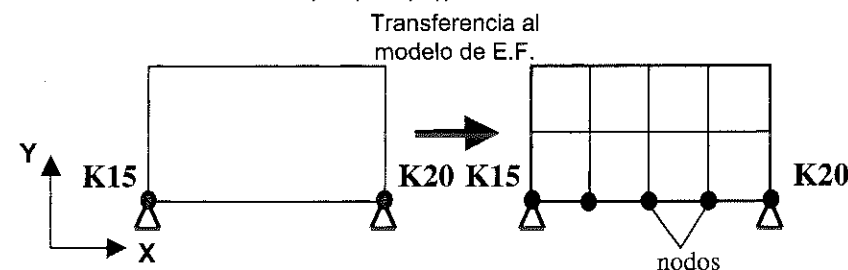 Transferencia al
modelo de E.F.
Y
K15
K20
K15
K20
X
nodos